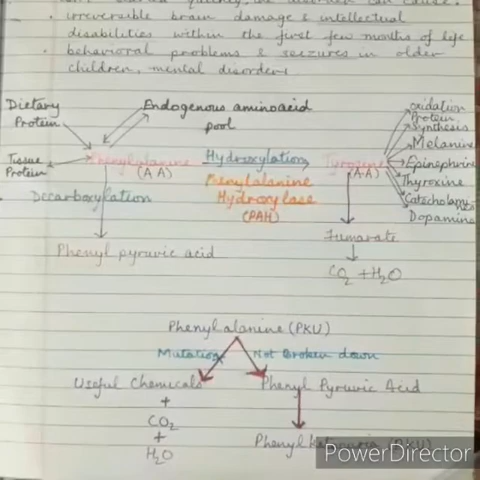 irreversible brain damage & intellectual
disabilities within the first few months of life
behavioral problems & seizures in older
children, mental disorders
Dietary
Protein
Endogenous aminoacid
pool
Tissue
Protein
Phenylalanine
(A A)
Hydroxylation
Phenylalanine
Hydroxylase
(PAH)
Tyrosine
(A-A)
oxidation
Protein
Synthesis
Melanine
Epinephrine
Thyroxine
Dopamine
Decarboxylation
Phenyl pyruvic acid
Fumarate
CO2 + H2O
Phenylalanine (PKU)
Mutation
Not Broken down
Useful Chemicals
+
CO2
+
H2O
Phenyl Pyruvic Acid
(PKU)
PowerDirector